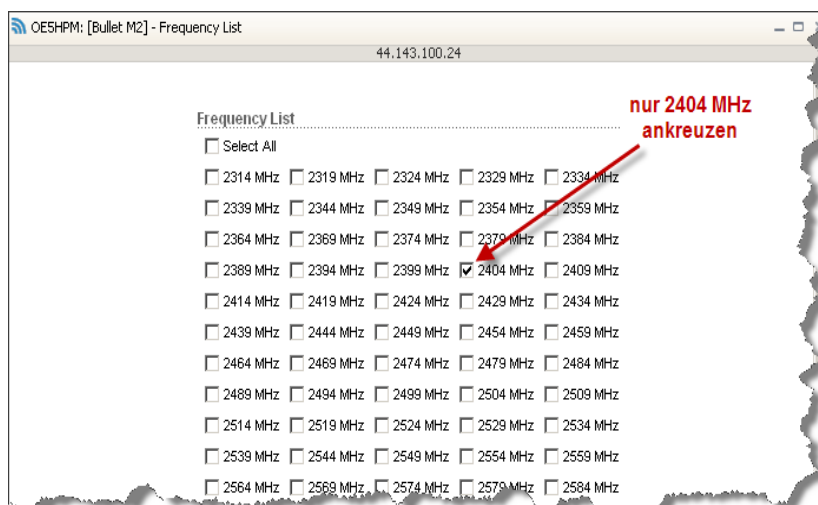 OE5HPM: [Bullet M2] - Frequency List
44.143.100.24
nur 2404 MHz
ankreuzen
Frequency List
Select All
2314 MHz 2319 MHz 2324 MHz 2329 MHz 2334 MHz
2339 MHz 2344 MHz 2349 MHz 2354 MHz 2359 MHz
2364 MHz 2369 MHz 2374 MHz 2379 MHz 2384 MHz
2389 MHz 2394 MHz 2399 MHz 2404 MHz 2409 MHz
2414 MHz 2419 MHz 2424 MHz 2429 MHz 2434 MHz
2439 MHz 2444 MHz 2449 MHz 2454 MHz 2459 MHz
2464 MHz 2469 MHz 2474 MHz 2479 MHz 2484 MHz
2489 MHz 2494 MHz 2499 MHz 2504 MHz 2509 MHz
2514 MHz 2519 MHz 2524 MHz 2529 MHz 2534 MHz
2539 MHz 2544 MHz 2549 MHz 2554 MHz 2559 MHz
2564 MHz 2569 MHz 2574 MHz 2579 MHz 2584 MHz